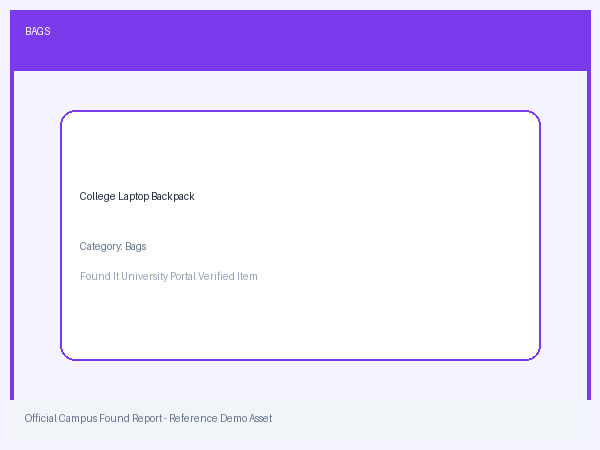 BAGS
College Laptop Backpack
Category: Bags
Found It University Portal Verified Item
Official Campus Found Report - Reference Demo Asset